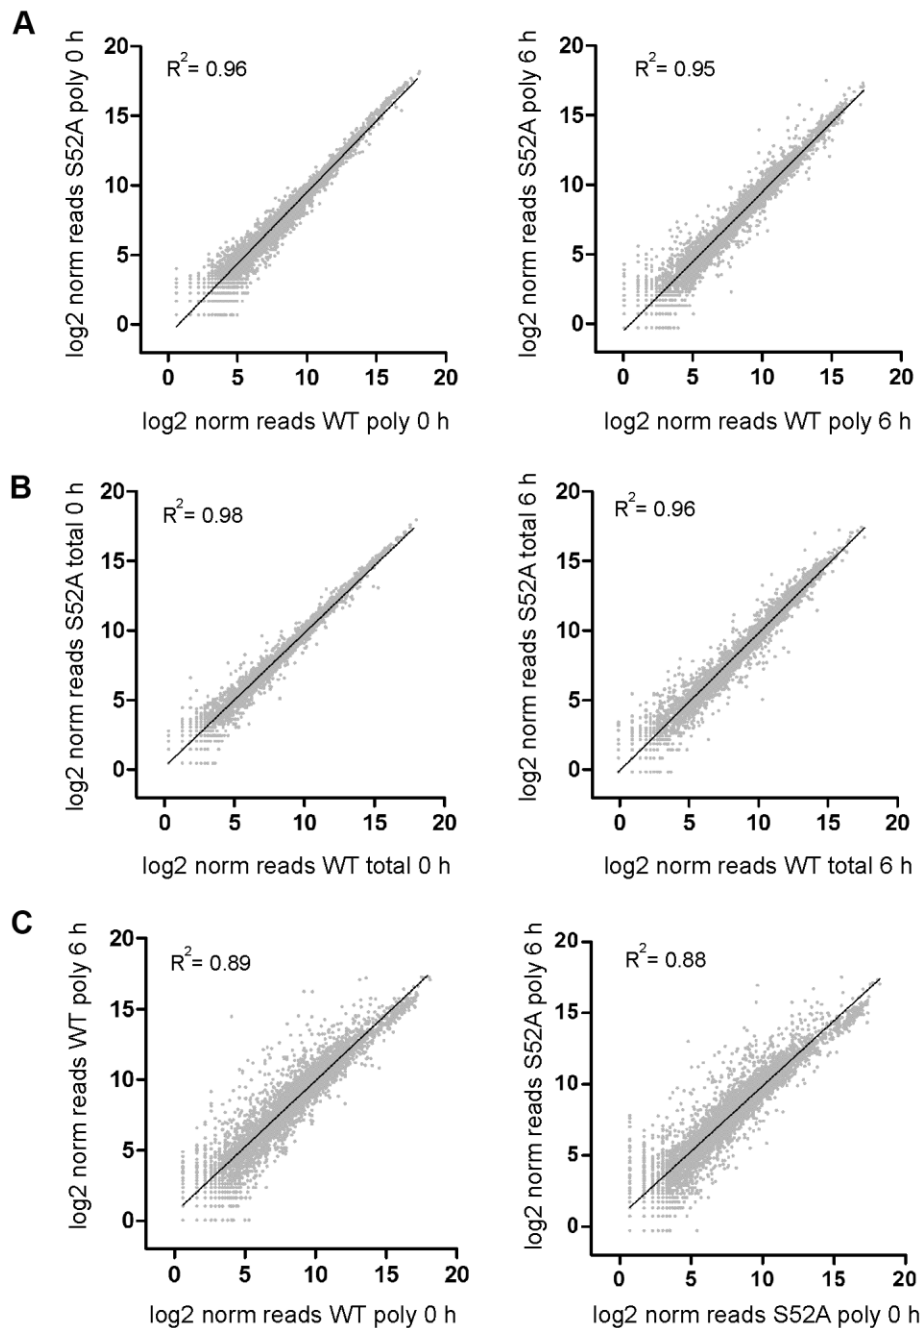 A
log2 norm reads S52A poly 0 h
R²= 0.96
20
15
10
5
0
0 5 10 15 20
log2 norm reads WT poly 0 h
log2 norm reads S52A poly 6 h
R²= 0.95
20
15
10
5
0
0 5 10 15 20
log2 norm reads WT poly 6 h
B
log2 norm reads S52A total 0 h
R²= 0.98
20
15
10
5
0
0 5 10 15 20
log2 norm reads WT total 0 h
log2 norm reads S52A total 6 h
R²= 0.96
20
15
10
5
0
0 5 10 15 20
log2 norm reads WT total 6 h
C
log2 norm reads WT poly 6 h
R²= 0.89
20
15
10
5
0
0 5 10 15 20
log2 norm reads WT poly 0 h
log2 norm reads S52A poly 6 h
R²= 0.88
20
15
10
5
0
0 5 10 15 20
log2 norm reads S52A poly 0 h